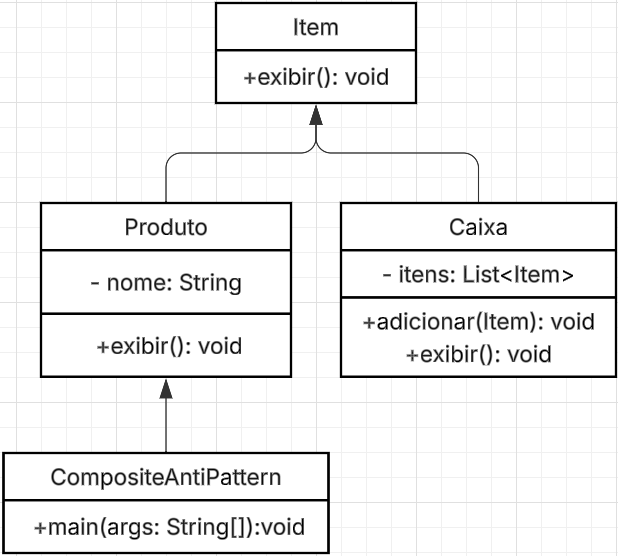 Item
+exibir(): void
Produto
- nome: String
+exibir(): void
Caixa
- itens: List<Item>
+adicionar(Item): void
+exibir(): void
CompositeAntiPattern
+main(args: String[]):void